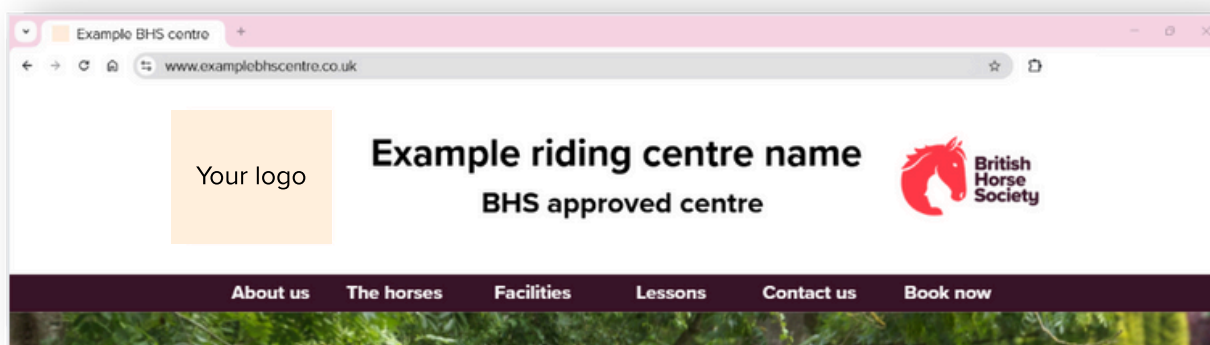 Example BHS centre
www.examplebhscentre.co.uk
Your logo
Example riding centre name
BHS approved centre
British
Horse
Society
About us The horses Facilities Lessons Contact us Book now